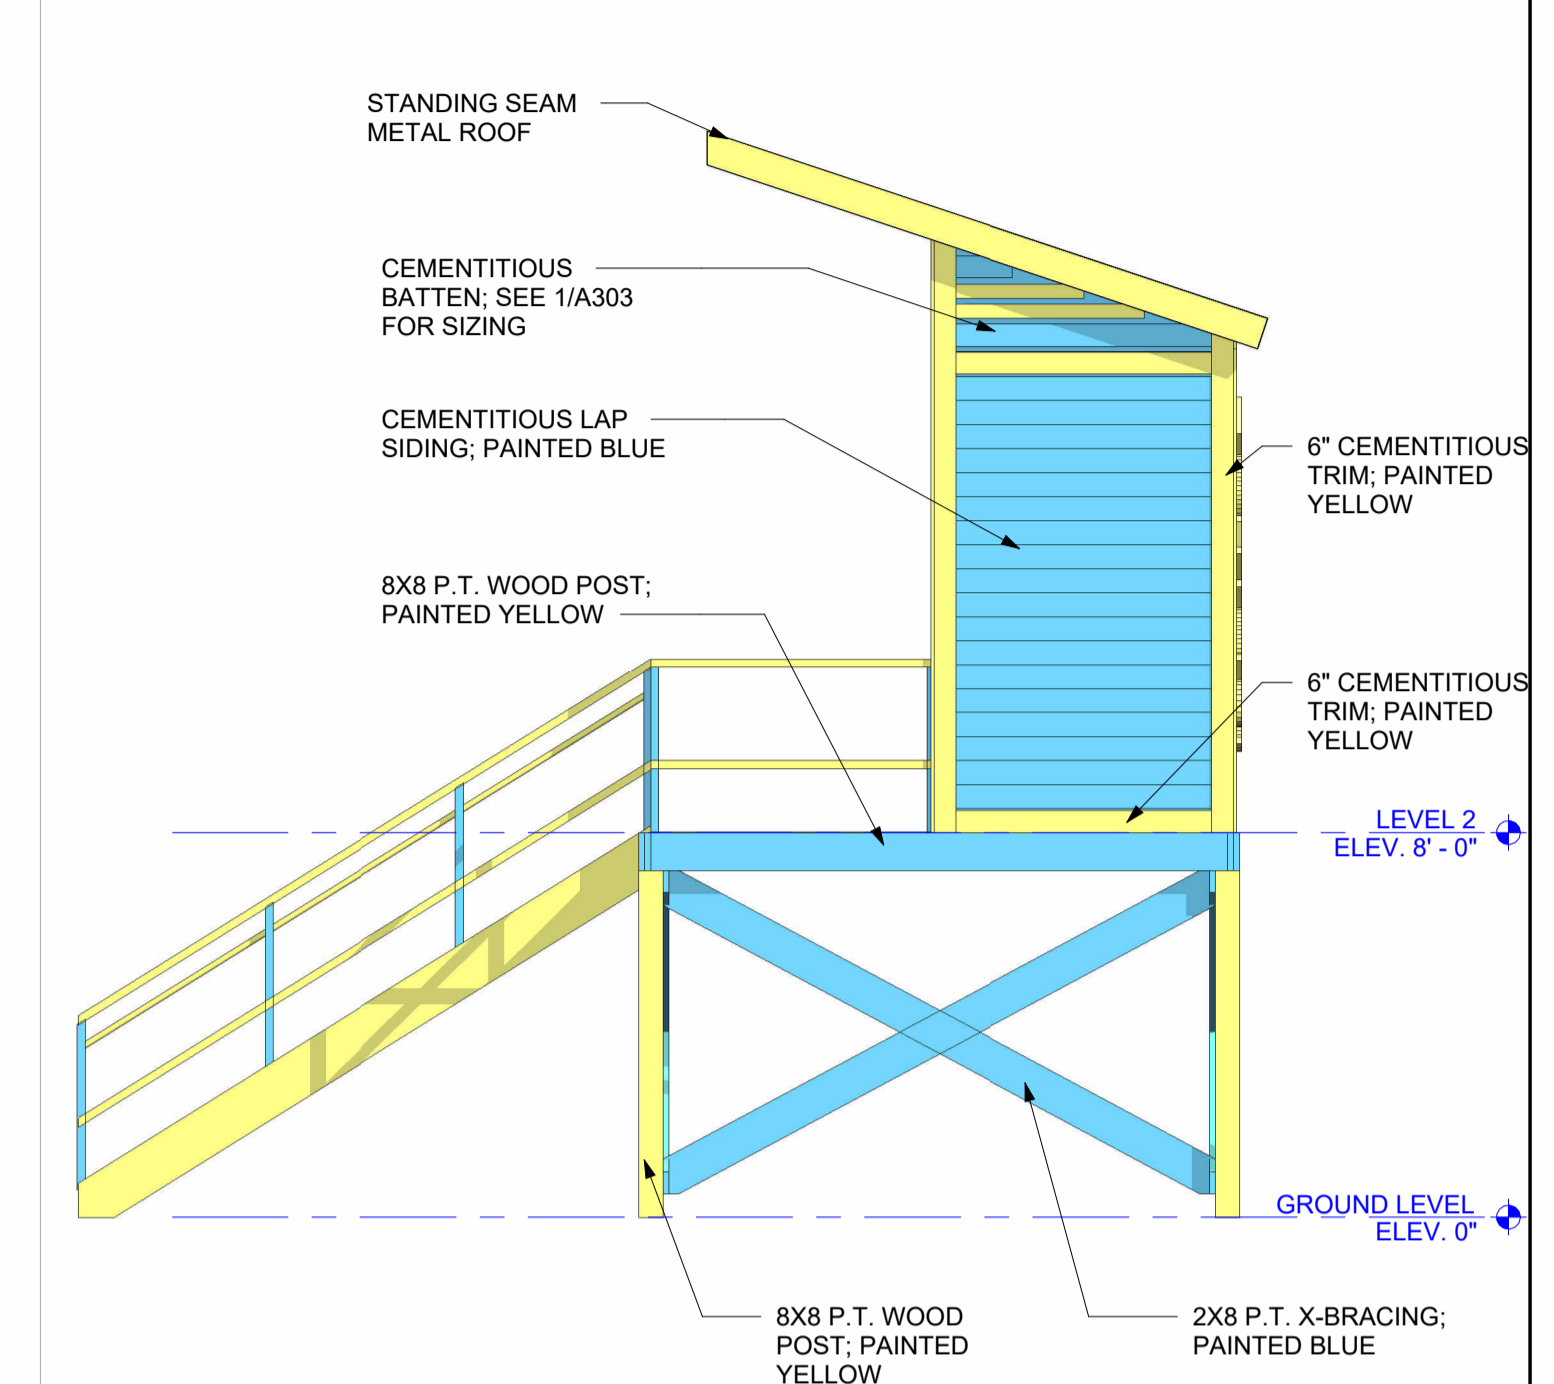 STANDING SEAM
METAL ROOF
CEMENTITIOUS
BATTEN; SEE 1/A303
FOR SIZING
CEMENTITIOUS LAP
SIDING; PAINTED BLUE
6" CEMENTITIOUS
TRIM; PAINTED
YELLOW
8X8 P.T. WOOD POST;
PAINTED YELLOW
6" CEMENTITIOUS
TRIM; PAINTED
YELLOW
LEVEL 2
ELEV. 8' - 0"
GROUND LEVEL
ELEV. 0"
8X8 P.T. WOOD
POST; PAINTED
YELLOW
2X8 P.T. X-BRACING;
PAINTED BLUE